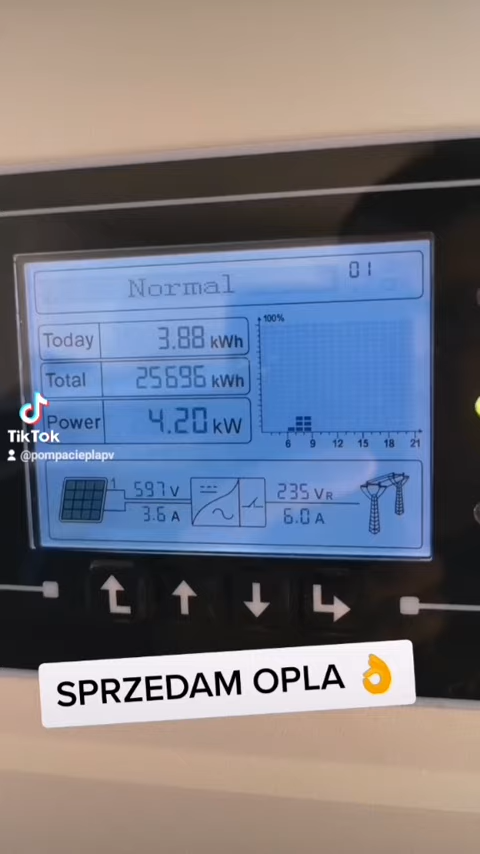 Normal
01
Today 3.88 kWh
Total 25696 kWh
Power 4.20 kW
100%
6 9 12 15 18 21
1
597 V
3.6 A
235 VR
6.0 A
TikTok
@pompacieplapv
SPRZEDAM OPLA 👌